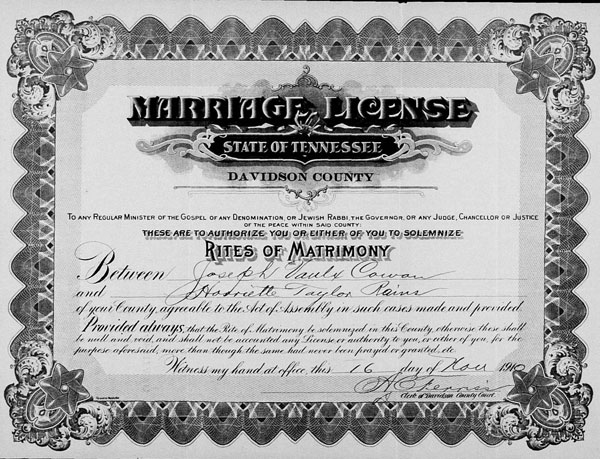 MARRIAGE LICENSE
STATE OF TENNESSEE
DAVIDSON COUNTY
TO ANY REGULAR MINISTER OF THE GOSPEL OF ANY DENOMINATION, OR JEWISH RABBI, THE GOVERNOR, OR ANY JUDGE, CHANCELLOR OR JUSTICE
OF THE PEACE WITHIN SAID COUNTY:
THESE ARE TO AUTHORIZE YOU OR EITHER OF YOU TO SOLEMNIZE
RITES OF MATRIMONY
Between Joseph Vaulx Cowan
and Harriette Taylor Rains
of your County, agreeable to the Act of Assembly in such cases made and provided.
Provided always, that the Rite of Matrimony be solemnized in this County, otherwise these shall
be null and void, and shall not be accounted any License or authority to you, or either of you, for the
purpose aforesaid, more than though the same had never been prayed or granted, etc.
Witness my hand at office, this 16 day of Nov 1910
Clerk of Davidson County Court.